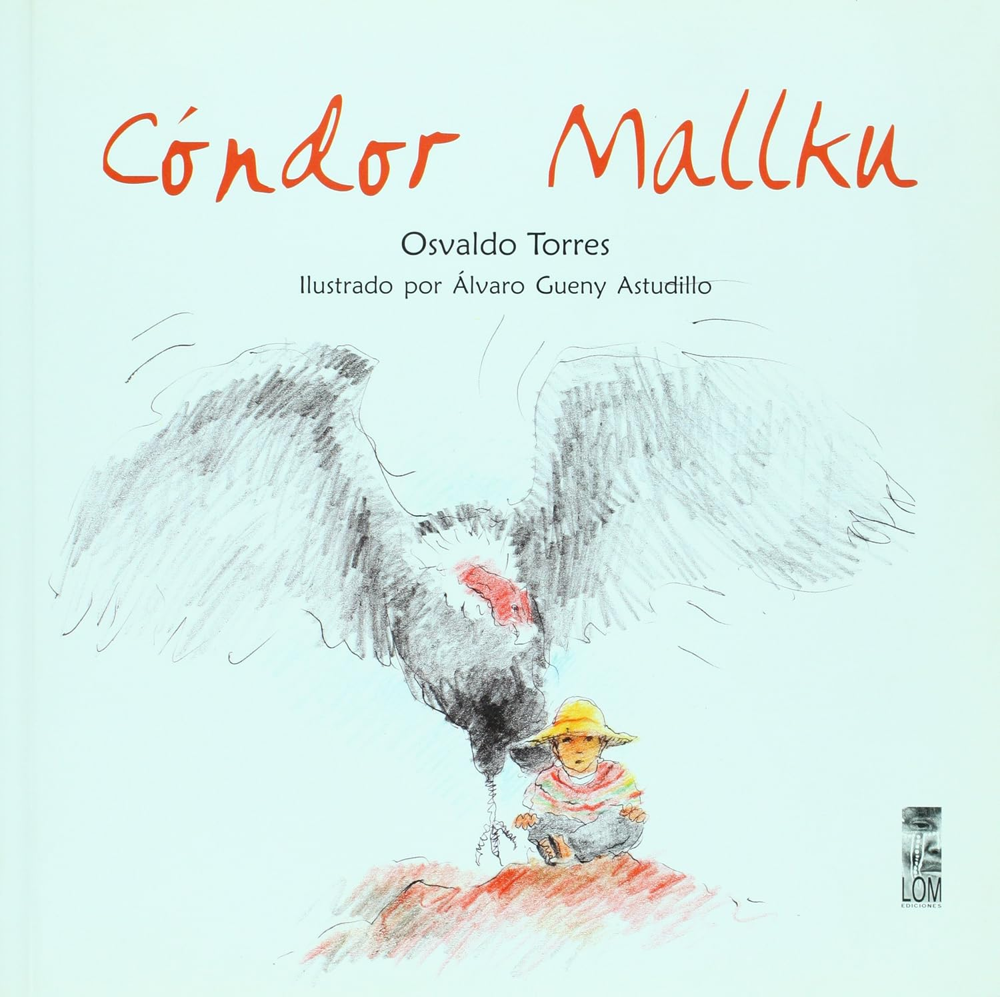 Cóndor Mallku
Osvaldo Torres
Ilustrado por Álvaro Gueny Astudillo
LOM
EDICIONES